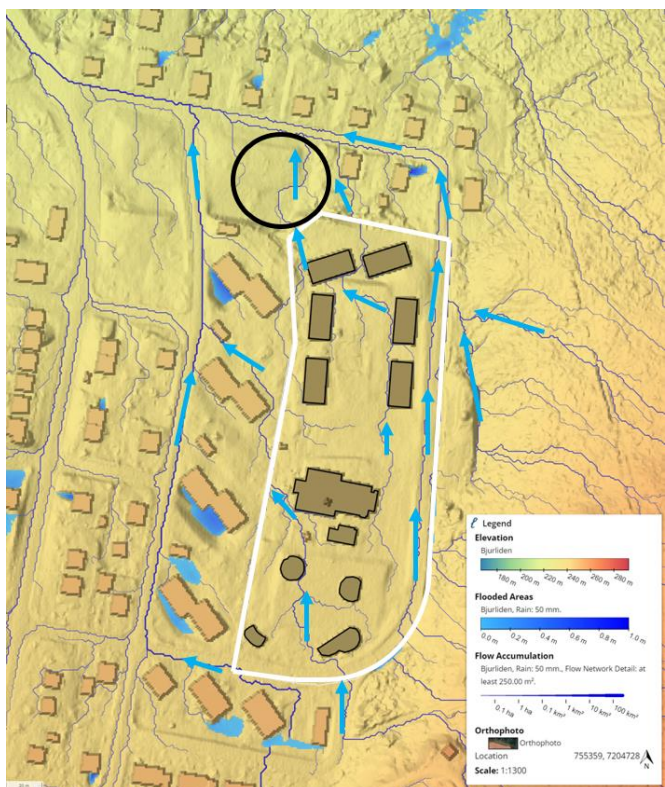 Legend
Elevation
Bjurliden
180 m 200 m 220 m 240 m 260 m 280 m
Flooded Areas
Bjurliden, Rain: 50 mm.
0.0 m 0.2 m 0.4 m 0.6 m 0.8 m 1.0 m
Flow Accumulation
Bjurliden, Rain: 50 mm., Flow Network Detail: at
least 250.00 m².
0.1 ha 1 ha 0.1 km² 1 km² 10 km² 100 km²
Orthophoto
Orthophoto
Location 755359, 7204728
N
Scale: 1:1300